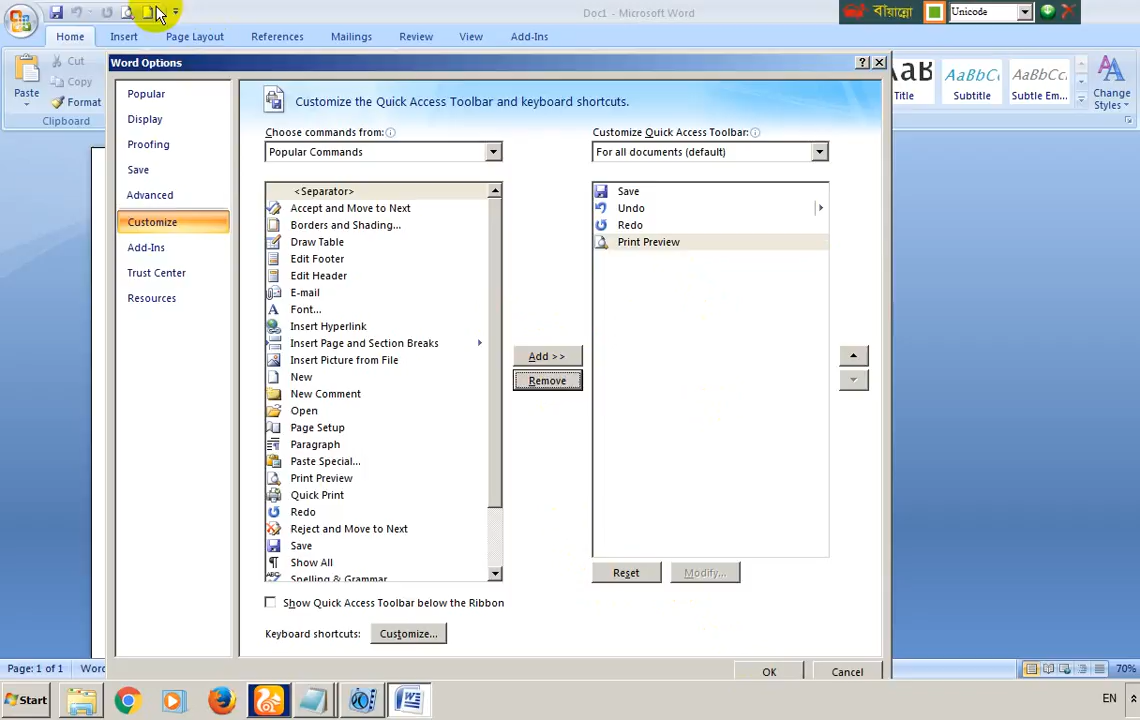 Doc1 - Microsoft Word
বায়ান্নো
Unicode
Home
Insert
Page Layout
References
Mailings
Review
View
Add-Ins
Paste
Cut
Copy
Format
Clipboard
Title
AaBbCc
Subtitle
AaBbCc
Subtle Em...
Change
Styles
Word Options
Popular
Display
Proofing
Save
Advanced
Customize
Add-Ins
Trust Center
Resources
Customize the Quick Access Toolbar and keyboard shortcuts.
Choose commands from:
Popular Commands
<Separator>
Accept and Move to Next
Borders and Shading...
Draw Table
Edit Footer
Edit Header
E-mail
Font...
Insert Hyperlink
Insert Page and Section Breaks
Insert Picture from File
New
New Comment
Open
Page Setup
Paragraph
Paste Special...
Print Preview
Quick Print
Redo
Reject and Move to Next
Save
Show All
Spelling & Grammar
Add >>
Remove
Customize Quick Access Toolbar:
For all documents (default)
Save
Undo
Redo
Print Preview
Reset
Modify...
Show Quick Access Toolbar below the Ribbon
Keyboard shortcuts:
Customize...
OK
Cancel
Page: 1 of 1
Word
70%
Start
EN